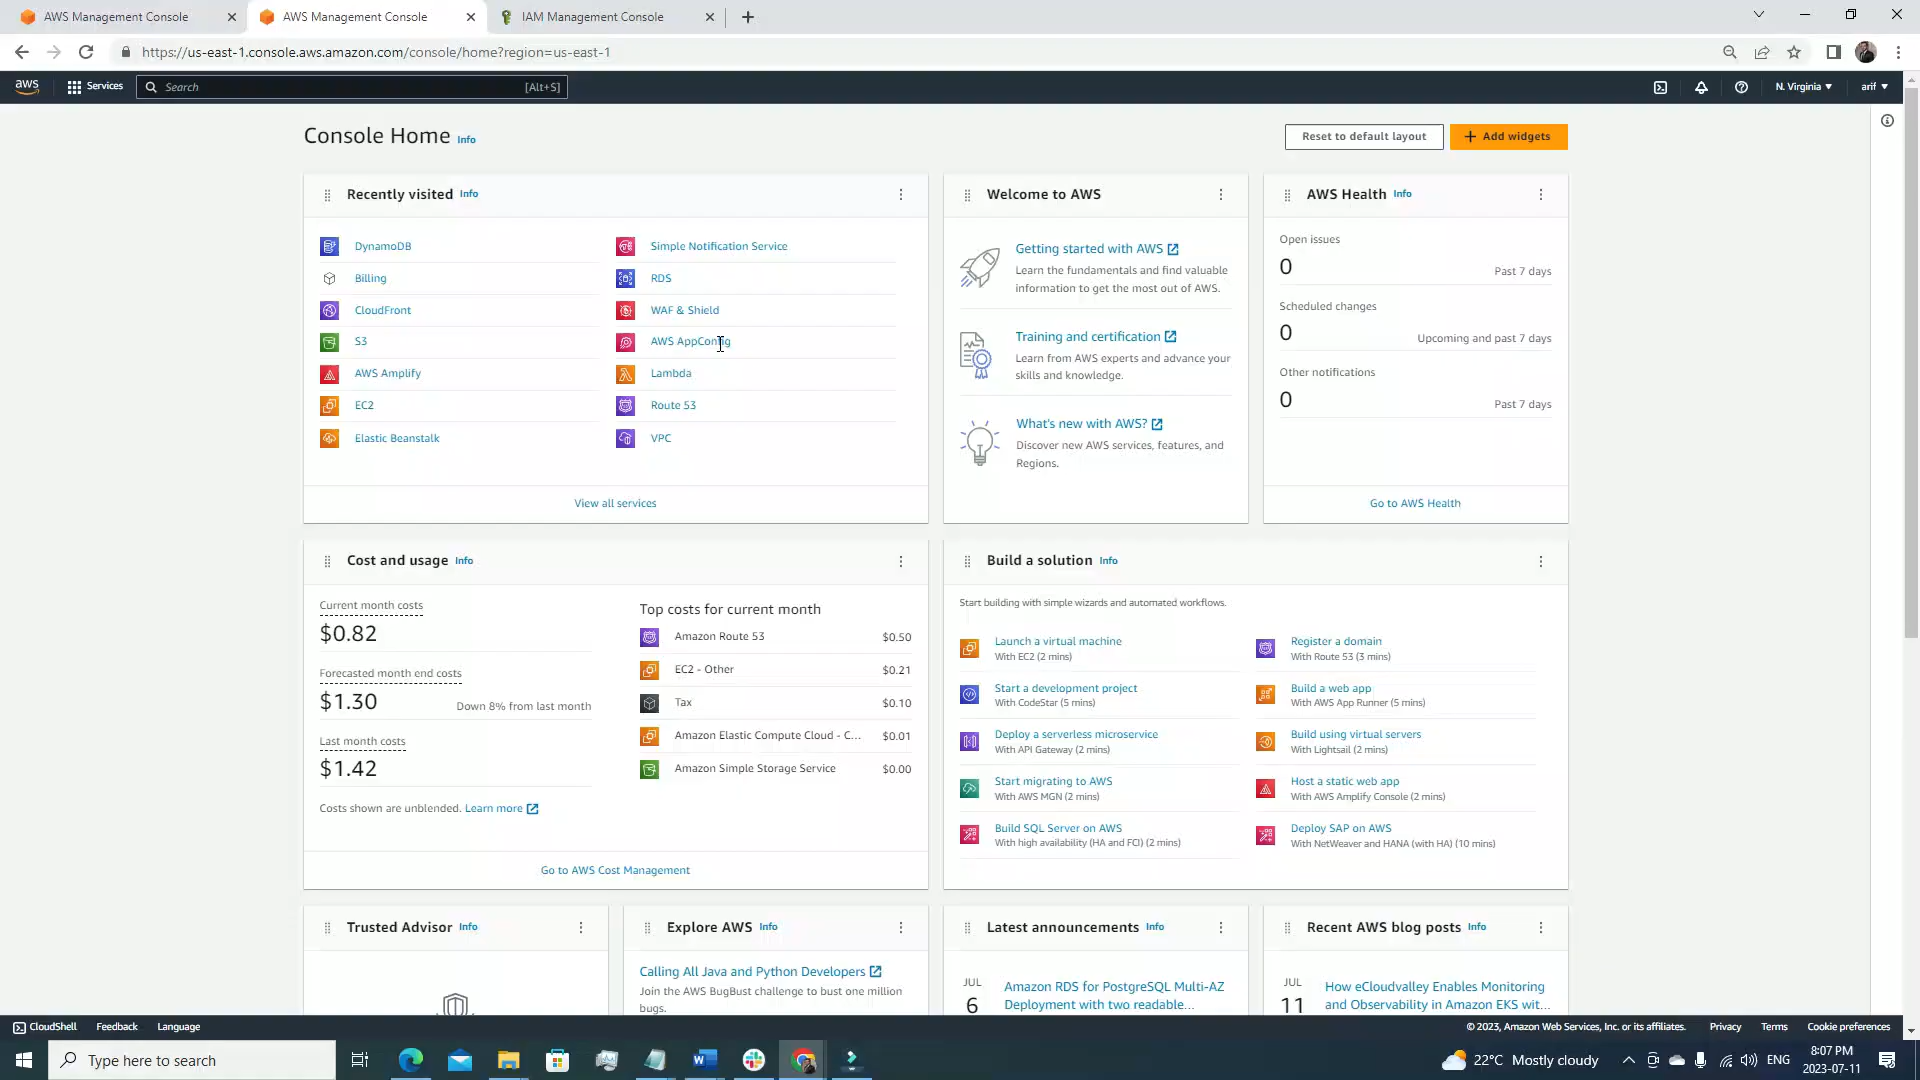 AWS Management Console
AWS Management Console
IAM Management Console
https://us-east-1.console.aws.amazon.com/console/home?region=us-east-1
aws
Services
Search
[Alt+S]
N. Virginia
arif
Console Home Info
Reset to default layout
Add widgets
Recently visited Info
DynamoDB
Billing
CloudFront
S3
AWS Amplify
EC2
Elastic Beanstalk
Simple Notification Service
RDS
WAF & Shield
AWS AppConfig
Lambda
Route 53
VPC
View all services
Welcome to AWS
Getting started with AWS
Learn the fundamentals and find valuable
information to get the most out of AWS.
Training and certification
Learn from AWS experts and advance your
skills and knowledge.
What's new with AWS?
Discover new AWS services, features, and
Regions.
AWS Health Info
Open issues
0
Past 7 days
Scheduled changes
0
Upcoming and past 7 days
Other notifications
0
Past 7 days
Go to AWS Health
Cost and usage Info
Current month costs
$0.82
Forecasted month end costs
$1.30
Down 8% from last month
Last month costs
$1.42
Costs shown are unblended. Learn more
Top costs for current month
Amazon Route 53 $0.50
EC2 - Other $0.21
Tax $0.10
Amazon Elastic Compute Cloud - C... $0.01
Amazon Simple Storage Service $0.00
Go to AWS Cost Management
Build a solution Info
Start building with simple wizards and automated workflows.
Launch a virtual machine
With EC2 (2 mins)
Start a development project
With CodeStar (5 mins)
Deploy a serverless microservice
With API Gateway (2 mins)
Start migrating to AWS
With AWS MGN (2 mins)
Build SQL Server on AWS
With high availability (HA and FCI) (2 mins)
Register a domain
With Route 53 (3 mins)
Build a web app
With AWS App Runner (5 mins)
Build using virtual servers
With Lightsail (2 mins)
Host a static web app
With AWS Amplify Console (2 mins)
Deploy SAP on AWS
With NetWeaver and HANA (with HA) (10 mins)
Trusted Advisor Info
Explore AWS Info
Calling All Java and Python Developers
Join the AWS BugBust challenge to bust one million
bugs.
Latest announcements Info
JUL
6
Amazon RDS for PostgreSQL Multi-AZ
Deployment with two readable...
Recent AWS blog posts Info
JUL
11
How eCloudvalley Enables Monitoring
and Observability in Amazon EKS wit...
CloudShell
Feedback
Language
© 2023, Amazon Web Services, Inc. or its affiliates.
Privacy
Terms
Cookie preferences
Type here to search
22°C Mostly cloudy
ENG
8:07 PM
2023-07-11